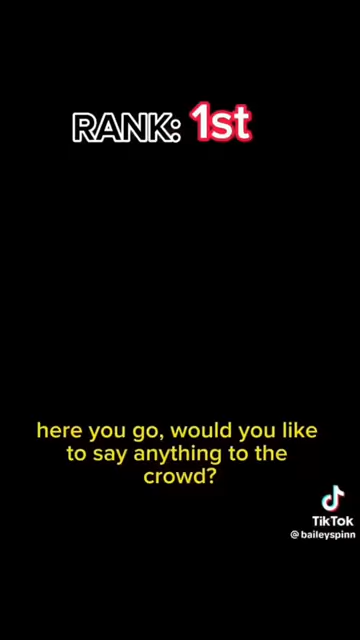 RANK: 1st
here you go, would you like
to say anything to the
crowd?
TikTok
@baileyspinn